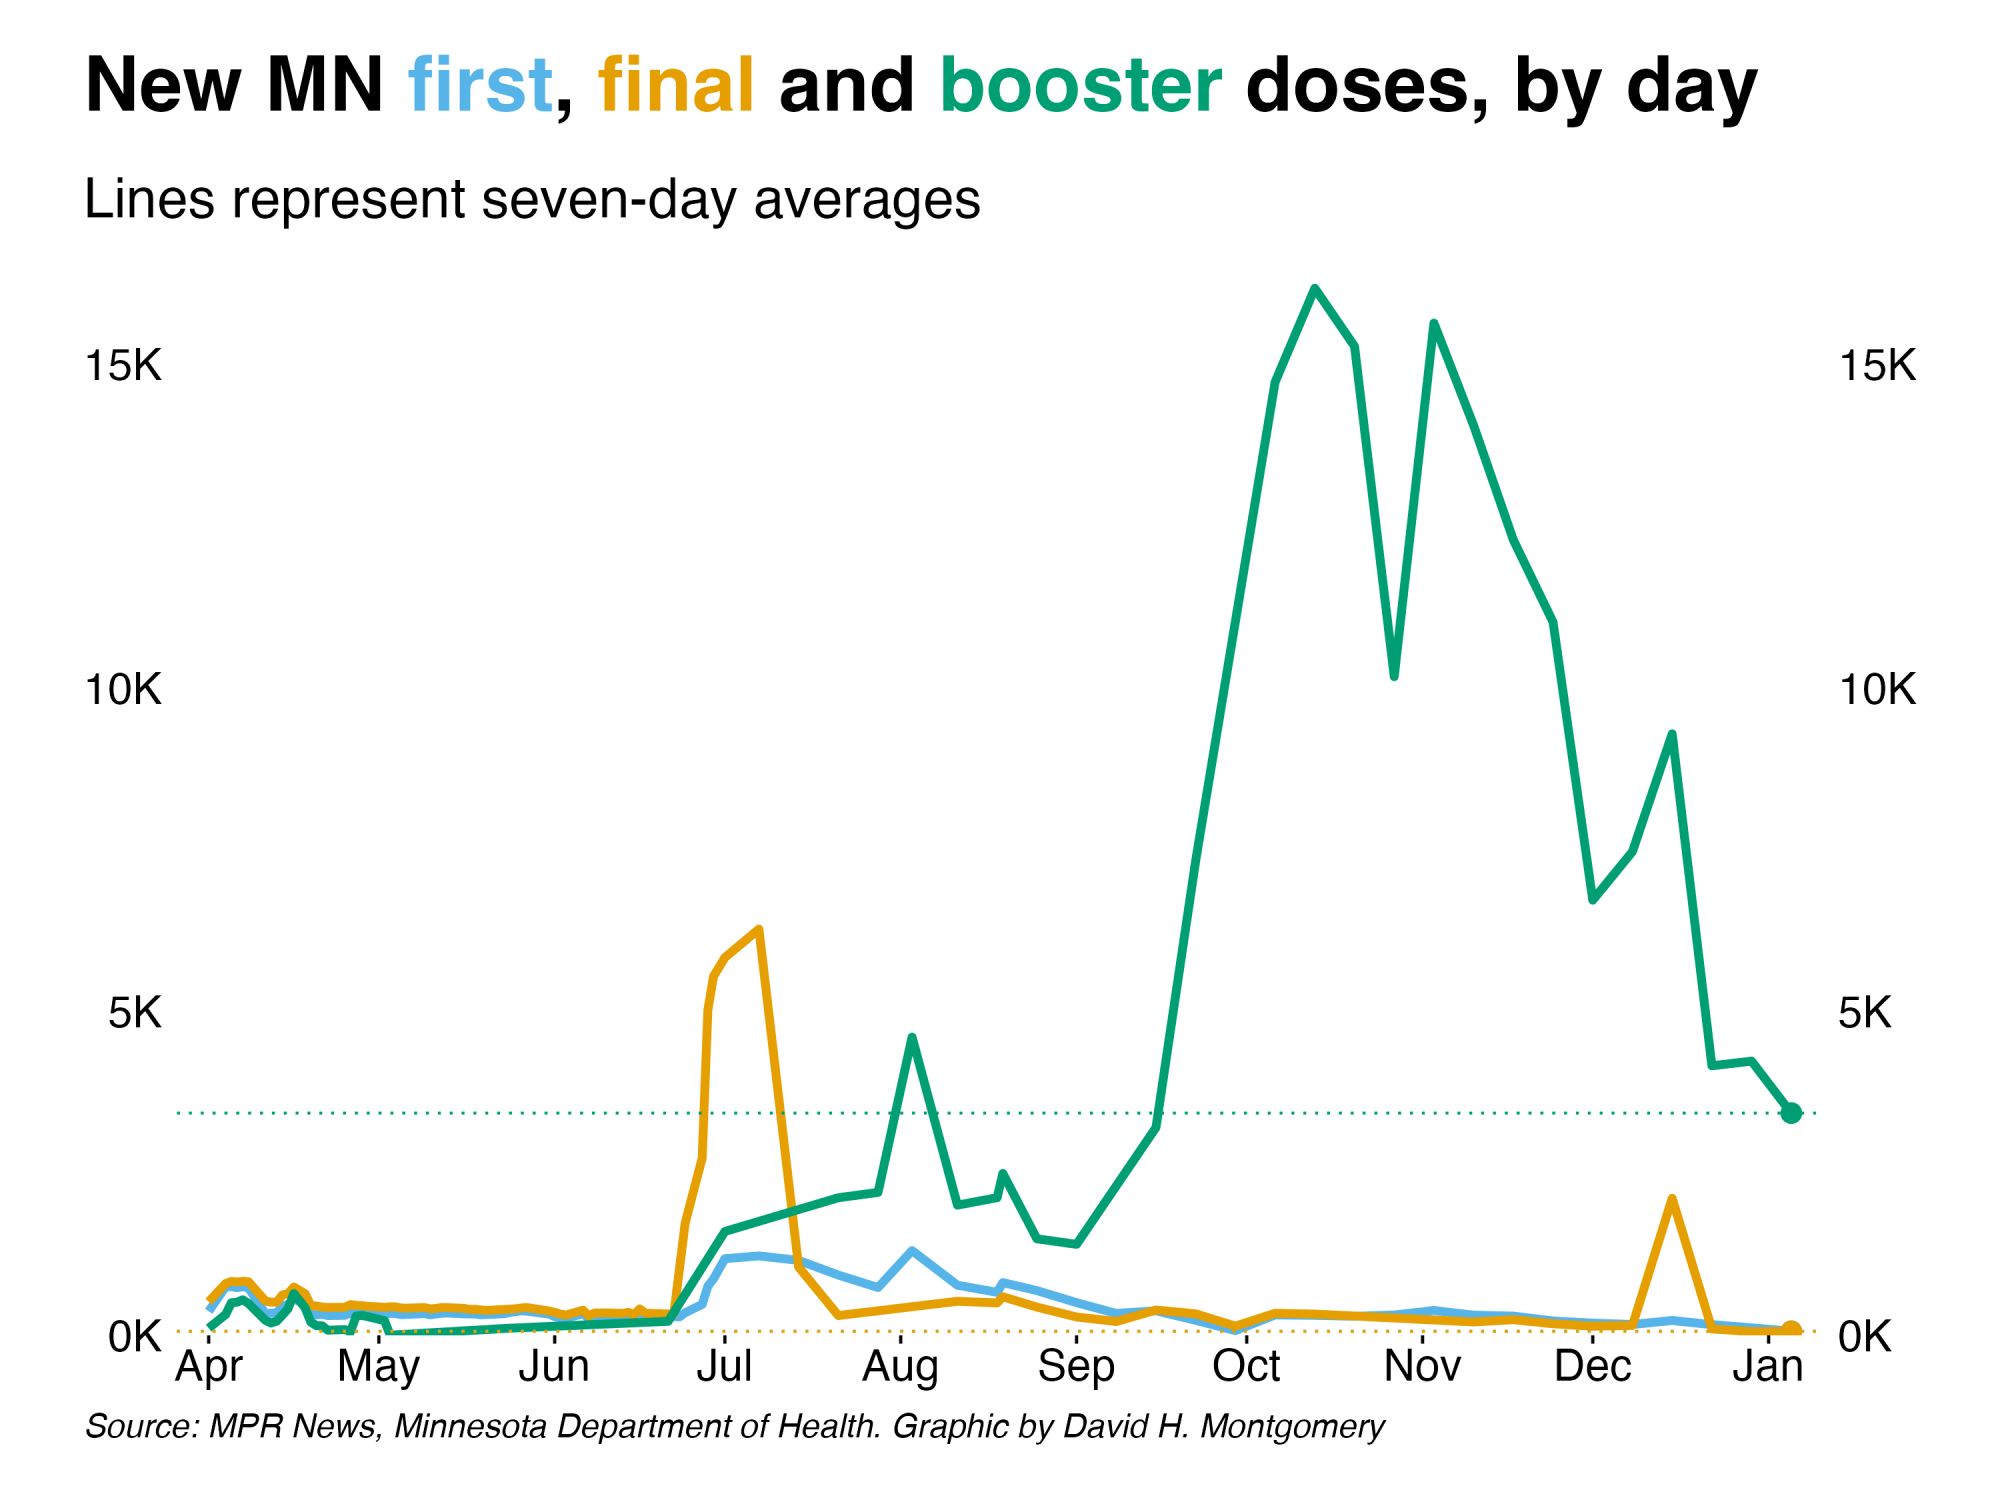 New MN first, final and booster doses, by day
Lines represent seven-day averages
15K 15K
10K 10K
5K 5K
0K 0K
Apr May Jun Jul Aug Sep Oct Nov Dec Jan
Source: MPR News, Minnesota Department of Health. Graphic by David H. Montgomery